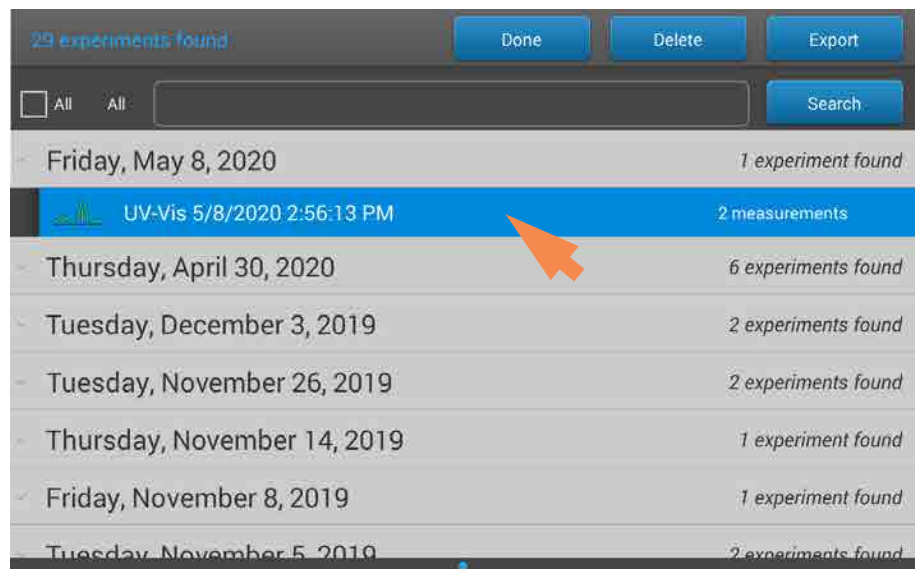 29 experiments found Done Delete Export
All All Search
Friday, May 8, 2020 1 experiment found
UV-Vis 5/8/2020 2:56:13 PM 2 measurements
Thursday, April 30, 2020 6 experiments found
Tuesday, December 3, 2019 2 experiments found
Tuesday, November 26, 2019 2 experiments found
Thursday, November 14, 2019 1 experiment found
Friday, November 8, 2019 1 experiment found
Tuesday, November 5, 2019 2 experiments found